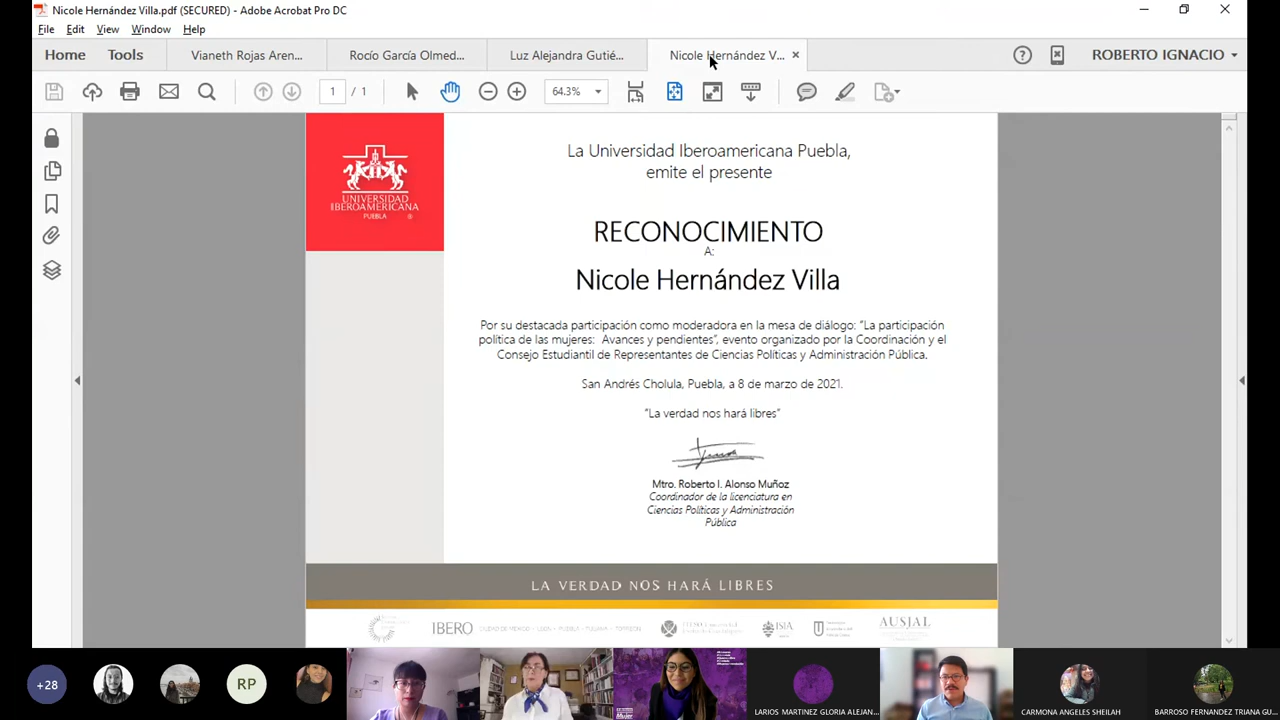 Nicole Hernández Villa.pdf (SECURED) - Adobe Acrobat Pro DC
File Edit View Window Help
Home Tools Vianeth Rojas Aren... Rocío García Olmed... Luz Alejandra Gutié... Nicole Hernández V... × ROBERTO IGNACIO
1 / 1 64.3%
UNIVERSIDAD
IBEROAMERICANA
PUEBLA
La Universidad Iberoamericana Puebla,
emite el presente
RECONOCIMIENTO
A:
Nicole Hernández Villa
Por su destacada participación como moderadora en la mesa de diálogo: “La participación
política de las mujeres: Avances y pendientes”, evento organizado por la Coordinación y el
Consejo Estudiantil de Representantes de Ciencias Políticas y Administración Pública.
San Andrés Cholula, Puebla, a 8 de marzo de 2021.
“La verdad nos hará libres”
Mtro. Roberto I. Alonso Muñoz
Coordinador de la licenciatura en
Ciencias Políticas y Administración
Pública
LA VERDAD NOS HARÁ LIBRES
IBERO
ISIA
AUSJAL
+28 RP
LARIOS MARTINEZ GLORIA ALEJAN... CARMONA ANGELES SHEILAH BARROSO FERNANDEZ TRIANA GU...